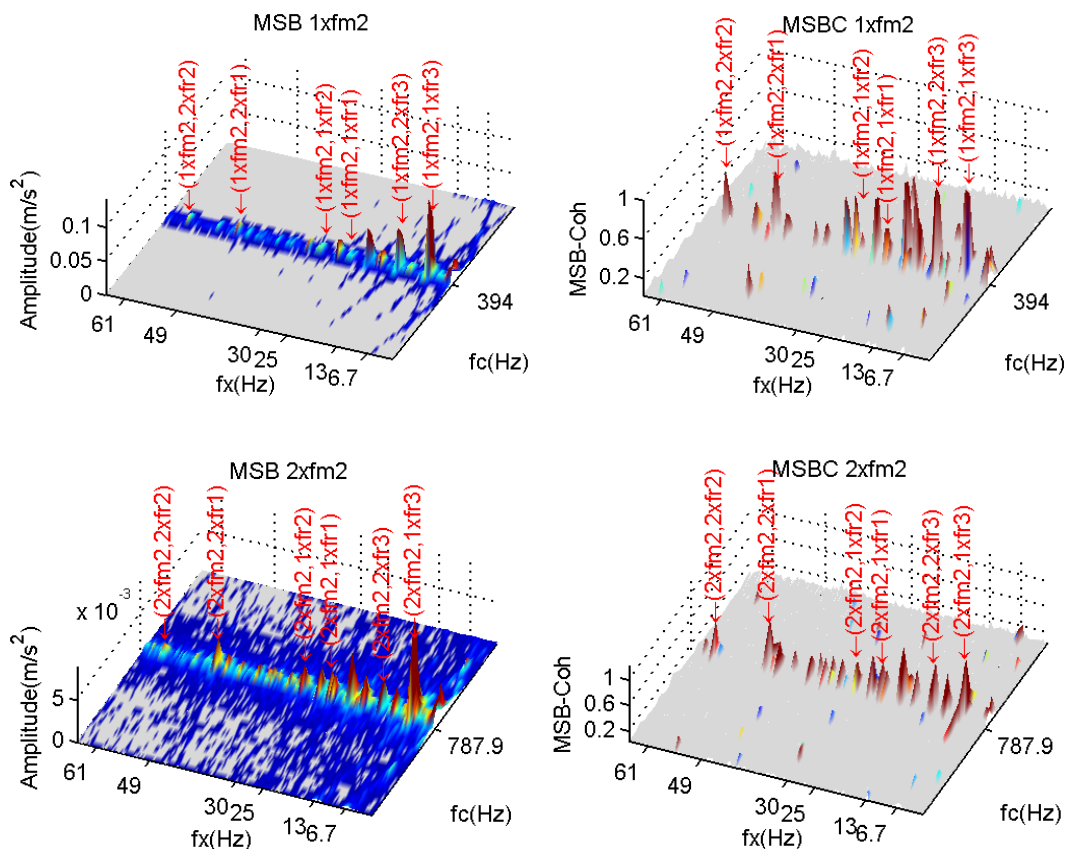 MSB 1xfm2
(1xfm2,2xfr2)
(1xfm2,2xfr1)
(1xfm2,1xfr2)
(1xfm2,1xfr1)
(1xfm2,2xfr3)
(1xfm2,1xfr3)
Amplitude(m/s²)
0.1
0.05
0
61
49
30
25
13
6.7
fx(Hz)
394
fc(Hz)
MSBC 1xfm2
(1xfm2,2xfr2)
(1xfm2,2xfr1)
(1xfm2,1xfr2)
(1xfm2,1xfr1)
(1xfm2,2xfr3)
(1xfm2,1xfr3)
MSB-Coh
1
0.6
0.2
61
49
30
25
13
6.7
fx(Hz)
394
fc(Hz)
MSB 2xfm2
(2xfm2,2xfr2)
(2xfm2,2xfr1)
(2xfm2,1xfr2)
(2xfm2,1xfr1)
(2xfm2,2xfr3)
(2xfm2,1xfr3)
x 10⁻³
Amplitude(m/s²)
5
0
61
49
30
25
13
6.7
fx(Hz)
787.9
fc(Hz)
MSBC 2xfm2
(2xfm2,2xfr2)
(2xfm2,2xfr1)
(2xfm2,1xfr2)
(2xfm2,1xfr1)
(2xfm2,2xfr3)
(2xfm2,1xfr3)
MSB-Coh
1
0.6
0.2
61
49
30
25
13
6.7
fx(Hz)
787.9
fc(Hz)